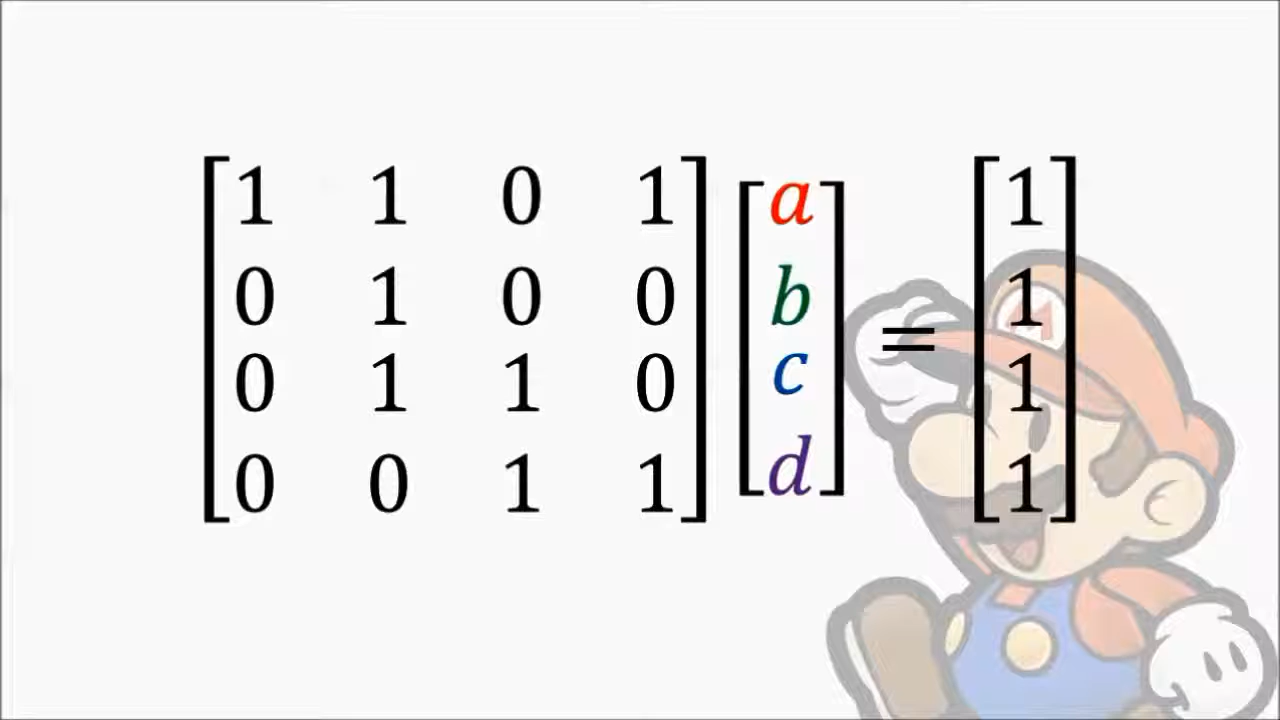 1 1 0 1 a 1
0 1 0 0 b 1
0 1 1 0 c = 1
0 0 1 1 d 1
M